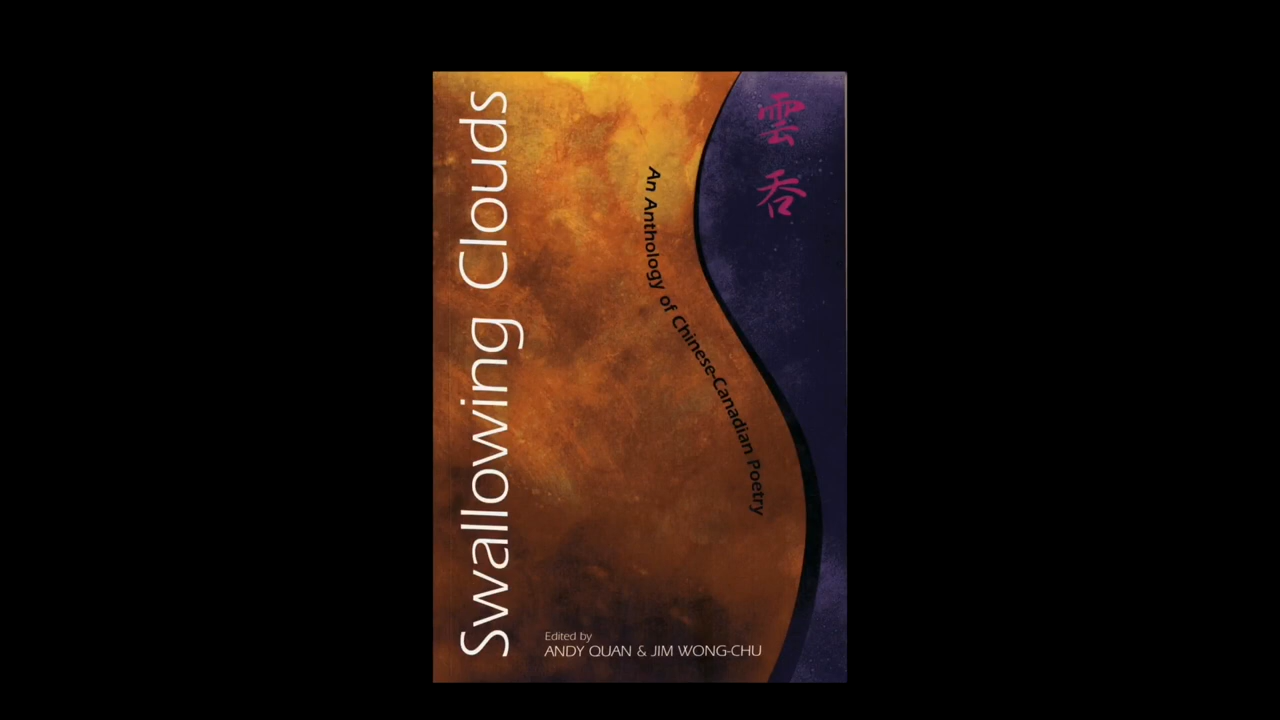 Swallowing Clouds
雲吞
An Anthology of Chinese-Canadian Poetry
Edited by
ANDY QUAN & JIM WONG-CHU